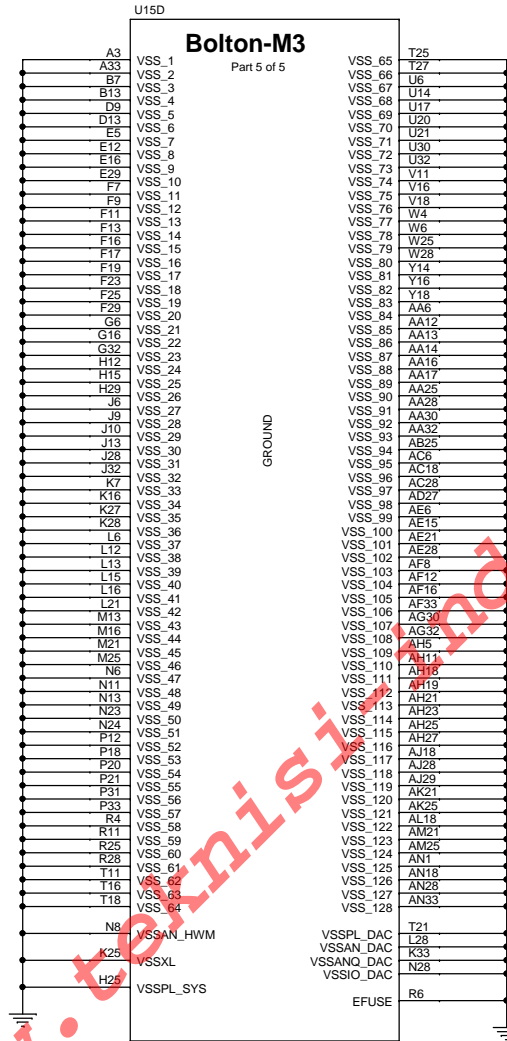 U15D
Bolton-M3
Part 5 of 5
A3 VSS_1 VSS_65 T25
A33 VSS_2 VSS_66 T27
B7 VSS_3 VSS_67 U6
B13 VSS_4 VSS_68 U14
D9 VSS_5 VSS_69 U17
D13 VSS_6 VSS_70 U20
E5 VSS_7 VSS_71 U21
E12 VSS_8 VSS_72 U30
E16 VSS_9 VSS_73 U32
E29 VSS_10 VSS_74 V11
F7 VSS_11 VSS_75 V16
F9 VSS_12 VSS_76 V18
F11 VSS_13 VSS_77 W4
F13 VSS_14 VSS_78 W6
F16 VSS_15 VSS_79 W25
F17 VSS_16 VSS_80 W28
F19 VSS_17 VSS_81 Y14
F23 VSS_18 VSS_82 Y16
F25 VSS_19 VSS_83 Y18
F29 VSS_20 VSS_84 AA6
G6 VSS_21 VSS_85 AA12
G16 VSS_22 VSS_86 AA13
G32 VSS_23 VSS_87 AA14
H12 VSS_24 VSS_88 AA16
H15 VSS_25 VSS_89 AA17
H29 VSS_26 VSS_90 AA25
J6 VSS_27 VSS_91 AA28
J9 VSS_28 VSS_92 AA30
J10 VSS_29 VSS_93 AA32
J13 VSS_30 VSS_94 AB25
J28 VSS_31 VSS_95 AC6
J32 VSS_32 VSS_96 AC18
K7 VSS_33 VSS_97 AC28
K16 VSS_34 VSS_98 AD27
K27 VSS_35 VSS_99 AE6
K28 VSS_36 VSS_100 AE15
L6 VSS_37 VSS_101 AE21
L12 VSS_38 VSS_102 AE28
L13 VSS_39 VSS_103 AF8
L15 VSS_40 VSS_104 AF12
L16 VSS_41 VSS_105 AF16
L21 VSS_42 VSS_106 AF33
M13 VSS_43 VSS_107 AG30
M16 VSS_44 VSS_108 AG32
M21 VSS_45 VSS_109 AH5
M25 VSS_46 VSS_110 AH11
N6 VSS_47 VSS_111 AH18
N11 VSS_48 VSS_112 AH19
N13 VSS_49 VSS_113 AH21
N23 VSS_50 VSS_114 AH23
N24 VSS_51 VSS_115 AH25
P12 VSS_52 VSS_116 AH27
P18 VSS_53 VSS_117 AJ18
P20 VSS_54 VSS_118 AJ28
P21 VSS_55 VSS_119 AJ29
P31 VSS_56 VSS_120 AK21
P33 VSS_57 VSS_121 AK25
R4 VSS_58 VSS_122 AL18
R11 VSS_59 VSS_123 AM21
R25 VSS_60 VSS_124 AM25
R28 VSS_61 VSS_125 AN1
T11 VSS_62 VSS_126 AN18
T16 VSS_63 VSS_127 AN28
T18 VSS_64 VSS_128 AN33
GROUND
N8 VSSAN_HWM VSSPL_DAC T21
VSSAN_DAC L28
K25 VSSXL VSSANQ_DAC K33
VSSIO_DAC N28
H25 VSSPL_SYS
EFUSE R6
.teknisi-ind